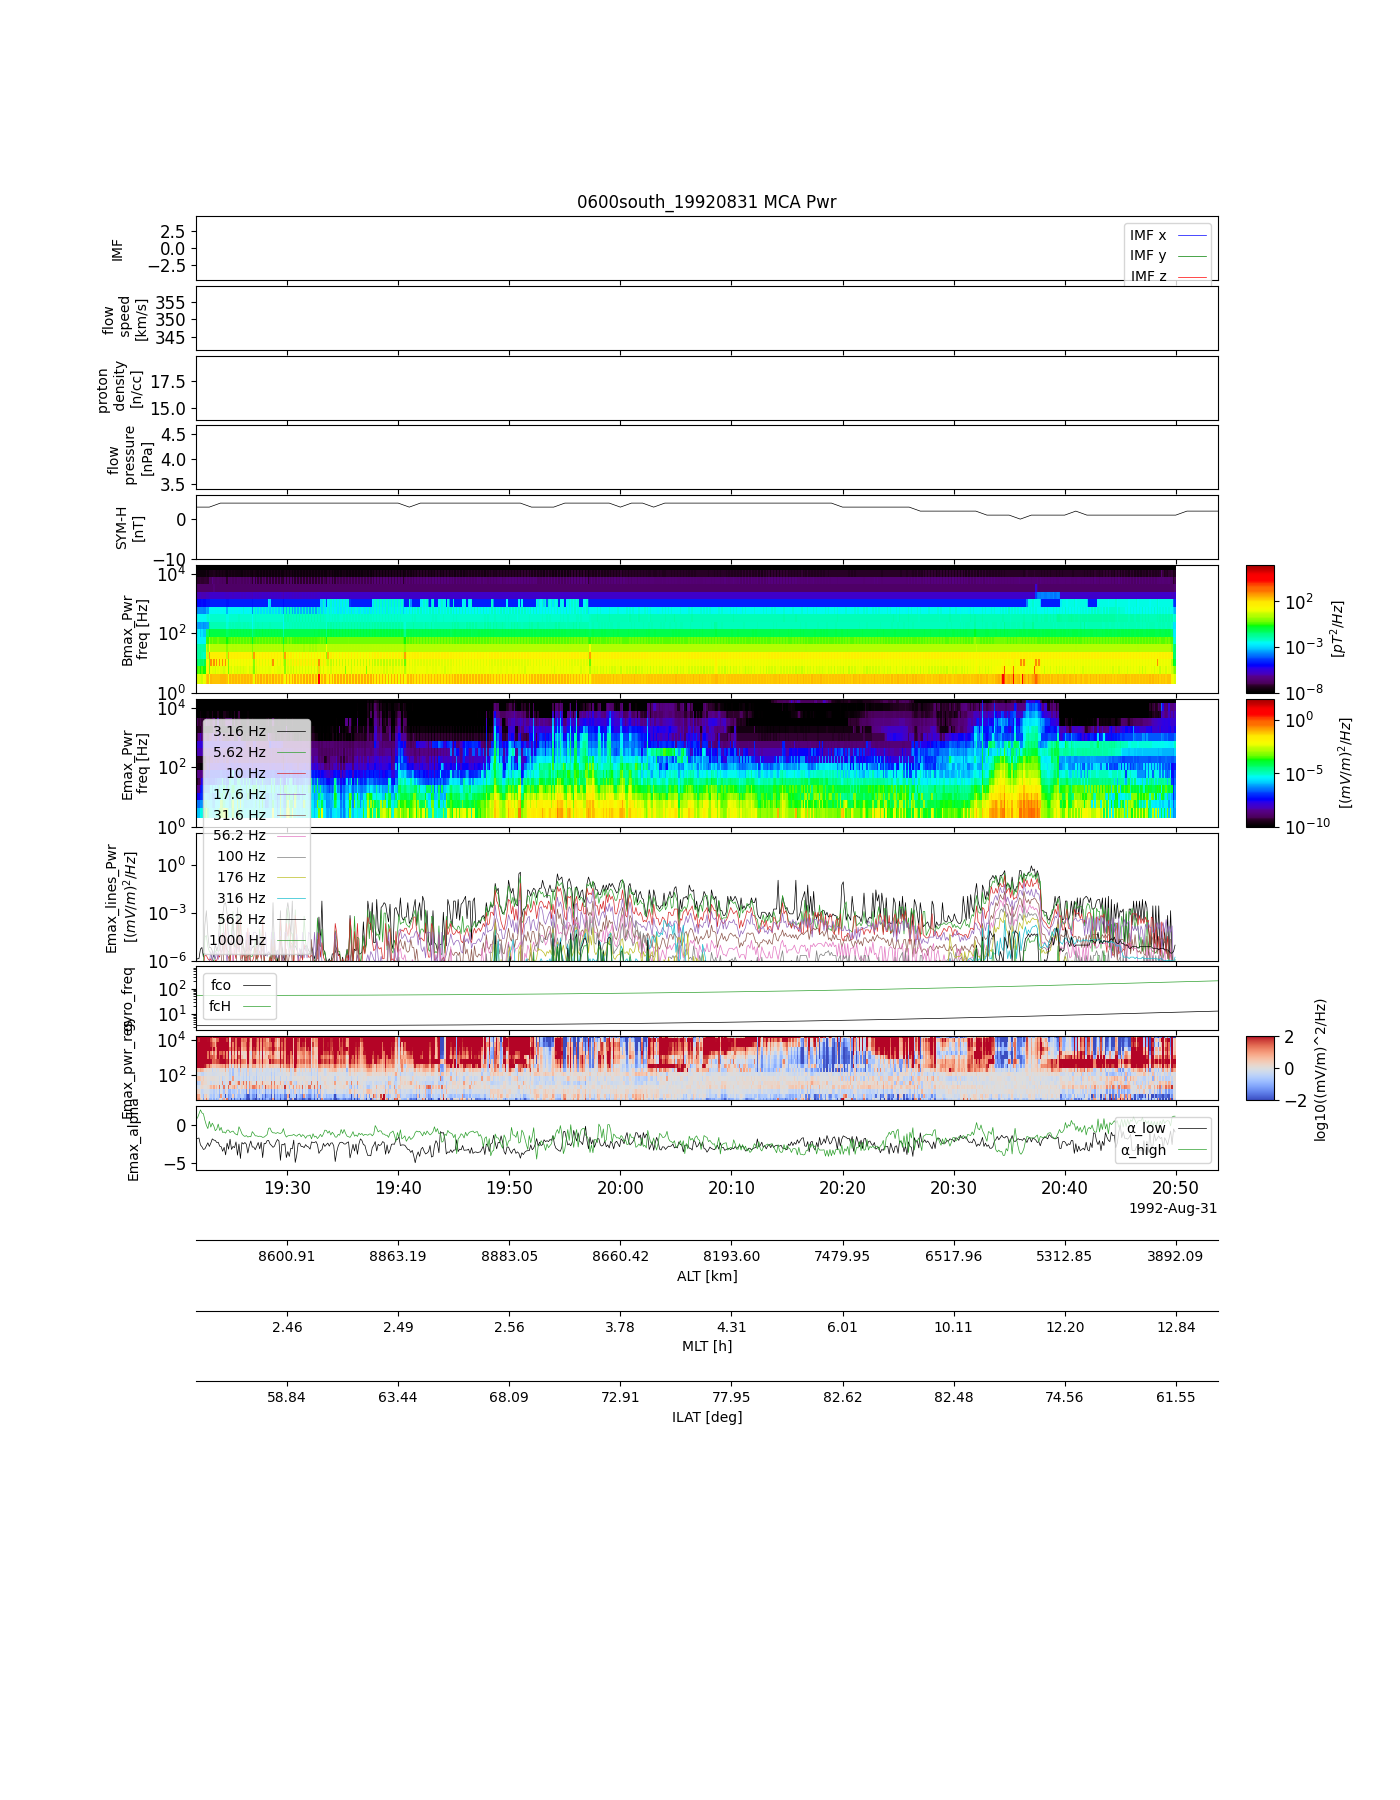 0600south_19920831 MCA Pwr
IMF
2.5
0.0
−2.5
IMF x
IMF y
IMF z
flow
speed
[km/s]
355
350
345
proton
density
[n/cc]
17.5
15.0
flow
pressure
[nPa]
4.5
4.0
3.5
SYM-H
[nT]
0
−10
Bmax_Pwr
freq [Hz]
10^4
10^2
10^0
10^2
10^−3
10^−8
[pT^2/Hz]
Emax_Pwr
freq [Hz]
10^4
10^2
10^0
10^0
10^−5
10^−10
[(mV/m)^2/Hz]
3.16 Hz
5.62 Hz
10 Hz
17.6 Hz
31.6 Hz
56.2 Hz
100 Hz
176 Hz
316 Hz
562 Hz
1000 Hz
Emax_lines_Pwr
[(mV/m)^2/Hz]
10^0
10^−3
10^−6
gyro_freq
10^2
10^1
fco
fcH
Emax_pwr_reg
10^4
10^2
2
0
−2
log10((mV/m)^2/Hz)
Emax_alpha
0
−5
α_low
α_high
19:30 19:40 19:50 20:00 20:10 20:20 20:30 20:40 20:50
1992-Aug-31
8600.91 8863.19 8883.05 8660.42 8193.60 7479.95 6517.96 5312.85 3892.09
ALT [km]
2.46 2.49 2.56 3.78 4.31 6.01 10.11 12.20 12.84
MLT [h]
58.84 63.44 68.09 72.91 77.95 82.62 82.48 74.56 61.55
ILAT [deg]